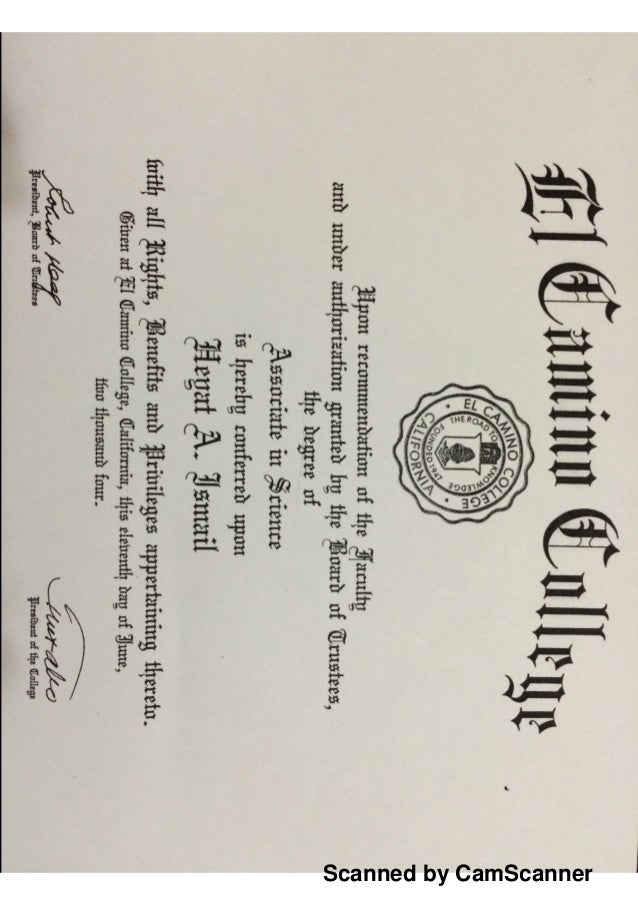 El Camino College
EL CAMINO COLLEGE
CALIFORNIA
THE ROAD TO KNOWLEDGE
FOUNDED 1947
Upon recommendation of the Faculty
and under authorization granted by the Board of Trustees,
the degree of
Associate in Science
is hereby conferred upon
Heyat A. Ismail
with all Rights, Benefits and Privileges appertaining thereto.
Given at El Camino College, California, this eleventh day of June,
two thousand four.
President, Board of Trustees
President of the College
Scanned by CamScanner